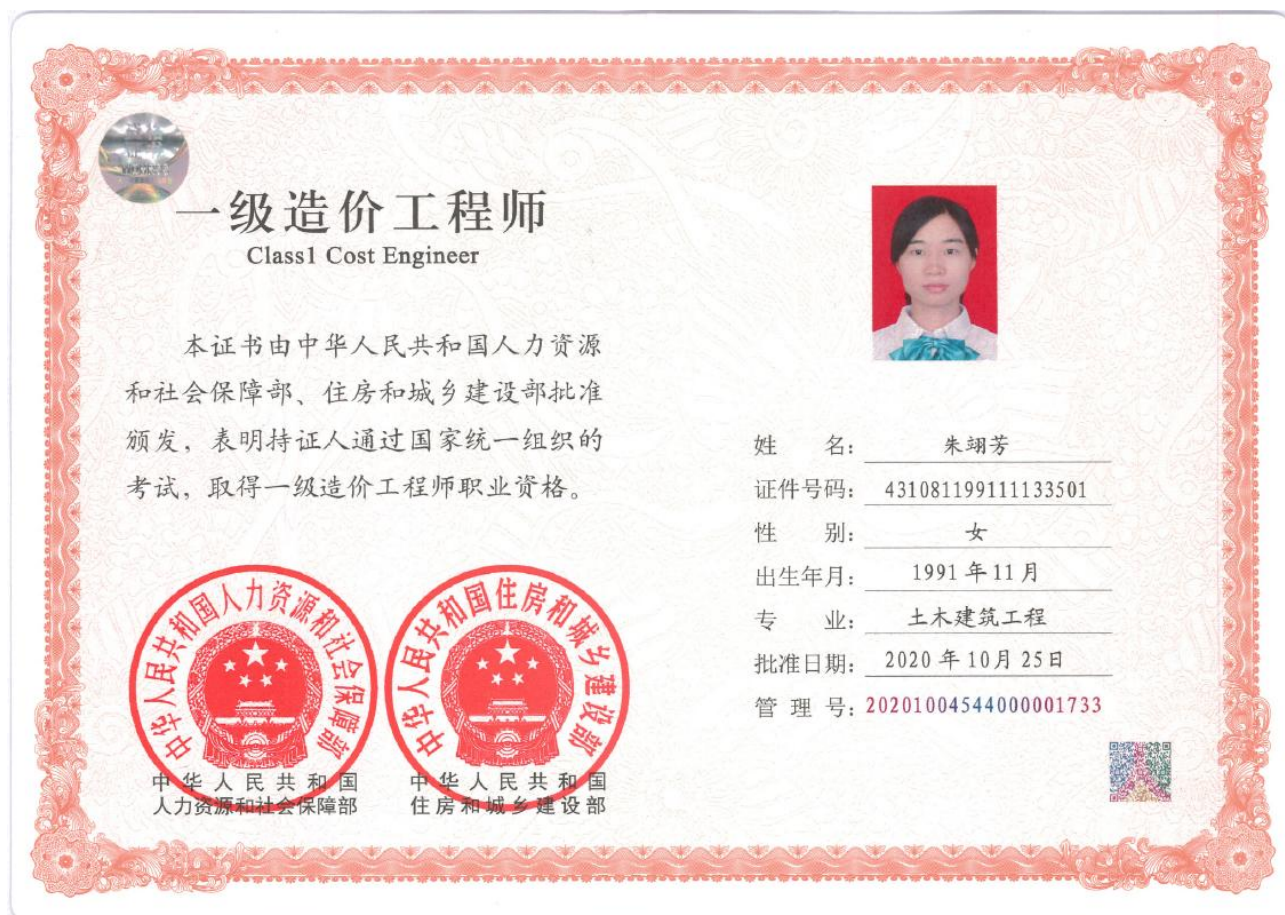 一级造价工程师
Class1 Cost Engineer
本证书由中华人民共和国人力资源
和社会保障部、住房和城乡建设部批准
颁发，表明持证人通过国家统一组织的
考试，取得一级造价工程师职业资格。
中华人民共和国人力资源和社会保障部
中华人民共和国
人力资源和社会保障部
中华人民共和国住房和城乡建设部
中华人民共和国
住房和城乡建设部
姓 名： 朱翊芳
证件号码： 431081199111133501
性 别： 女
出生年月： 1991年11月
专 业： 土木建筑工程
批准日期： 2020年10月25日
管 理 号：20201004544000001733